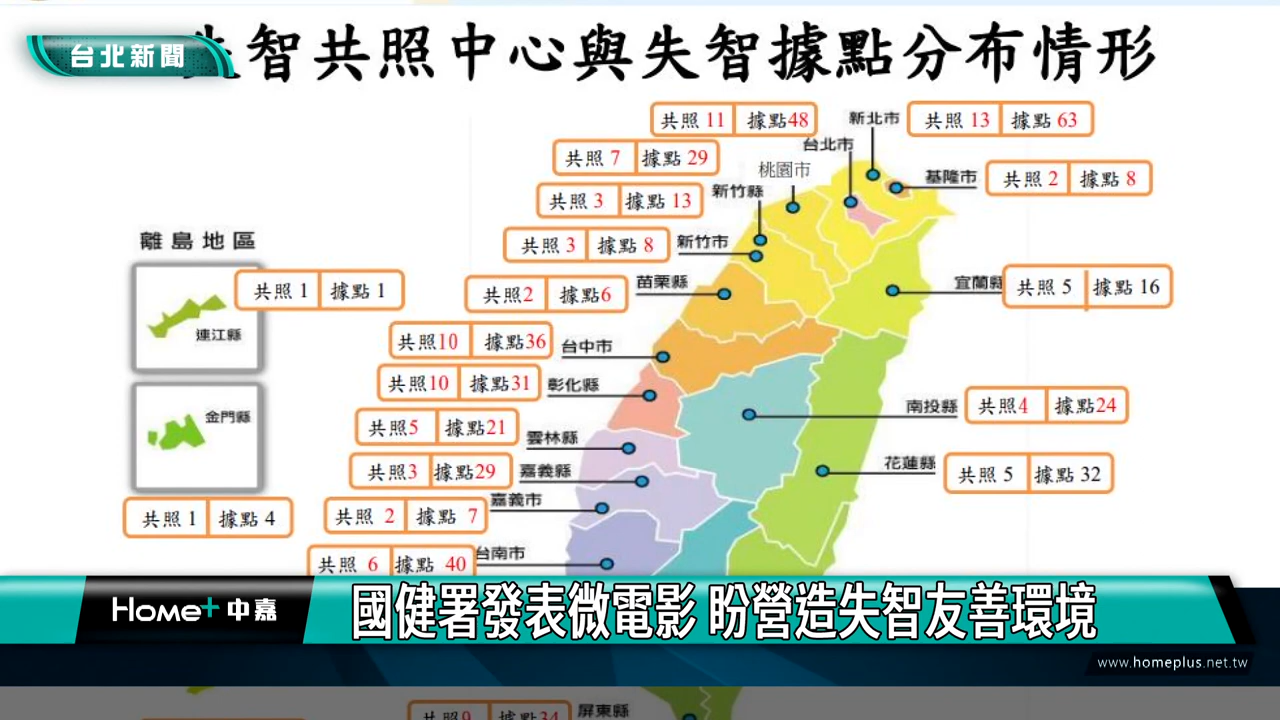 台北新聞
智共照中心與失智據點分布情形
共照 11 據點48
新北市
共照 13 據點 63
台北市
共照 7 據點 29
桃園市
基隆市
共照 2 據點 8
共照 3 據點 13
新竹縣
離島地區
共照 3 據點 8
新竹市
共照 1 據點 1
連江縣
共照2 據點6
苗栗縣
宜蘭縣
共照 5 據點 16
共照10 據點36
台中市
共照10 據點31
彰化縣
金門縣
南投縣
共照4 據點24
共照5 據點21
雲林縣
共照3 據點29
嘉義縣
花蓮縣
共照 5 據點 32
共照 1 據點 4
共照 2 據點 7
嘉義市
共照 6 據點 40
台南市
Home+ 中嘉
國健署發表微電影 盼營造失智友善環境
www.homeplus.net.tw
共照9 據點34
屏東縣